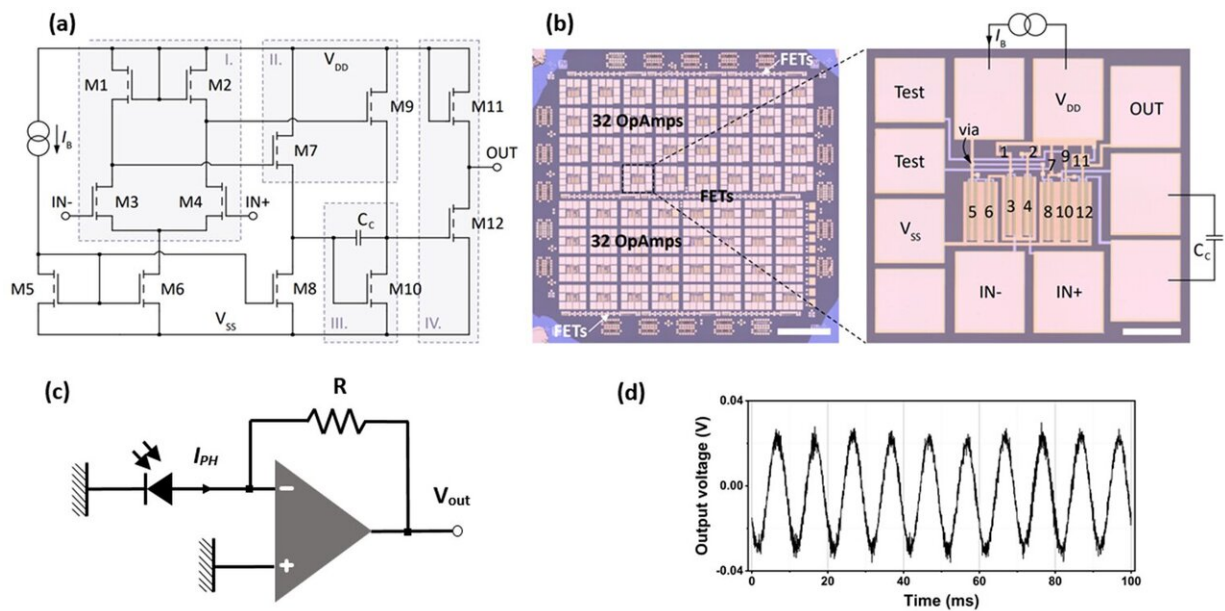 (a)
I.
II.
V_DD
M1
M2
M9
M11
I_B
M7
OUT
IN-
M3
M4
IN+
C_C
M12
M5
M6
M8
M10
V_SS
III.
IV.
(b)
FETs
32 OpAmps
FETs
32 OpAmps
FETs
I_B
Test
V_DD
OUT
via
1
2
9
7
11
Test
5
6
3
4
8
10
12
V_SS
C_C
IN-
IN+
(c)
R
I_PH
−
V_out
+
(d)
Output voltage (V)
0.04
0.00
-0.04
0
20
40
60
80
100
Time (ms)